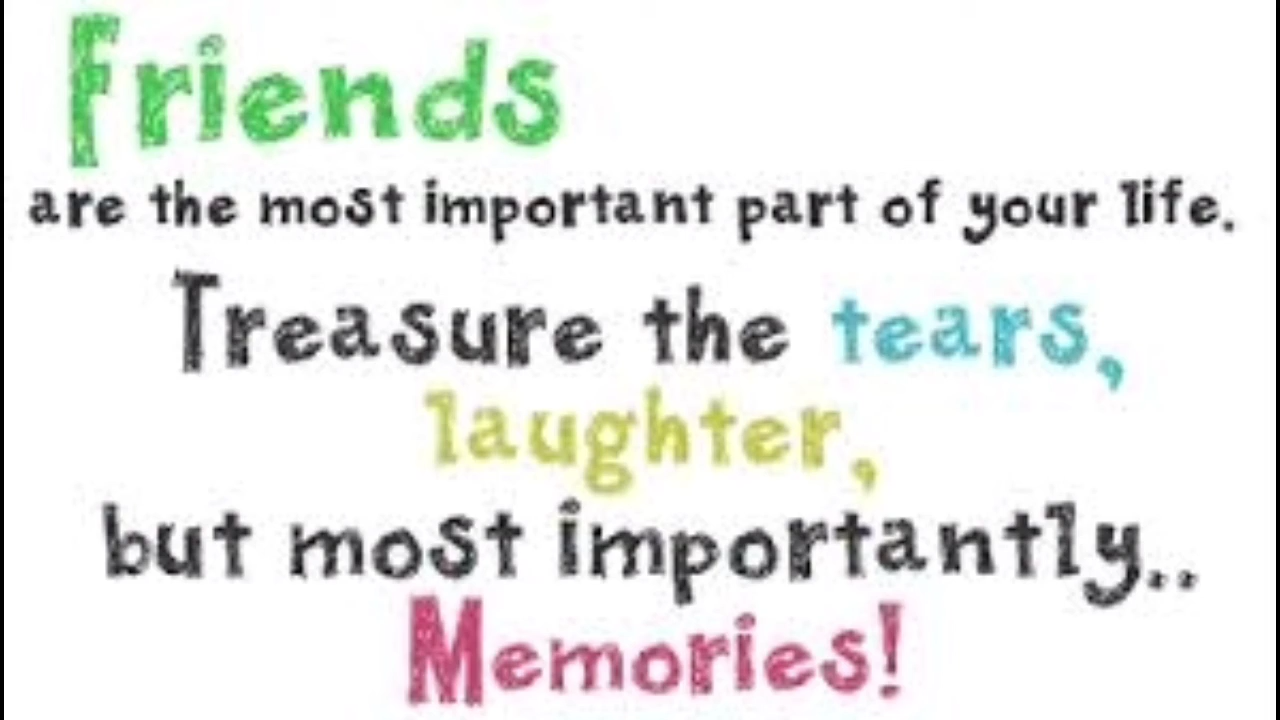 Friends
are the most important part of your life.
Treasure the tears,
laughter,
but most importantly..
Memories!